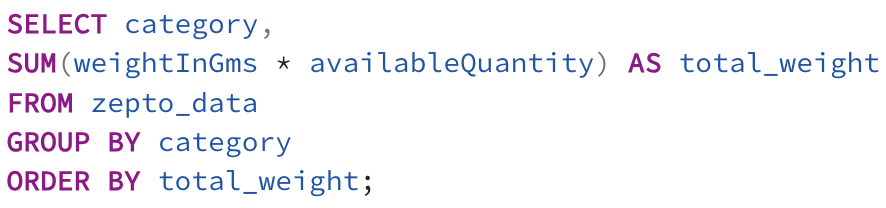 SELECT category,
SUM(weightInGms * availableQuantity) AS total_weight
FROM zepto_data
GROUP BY category
ORDER BY total_weight;